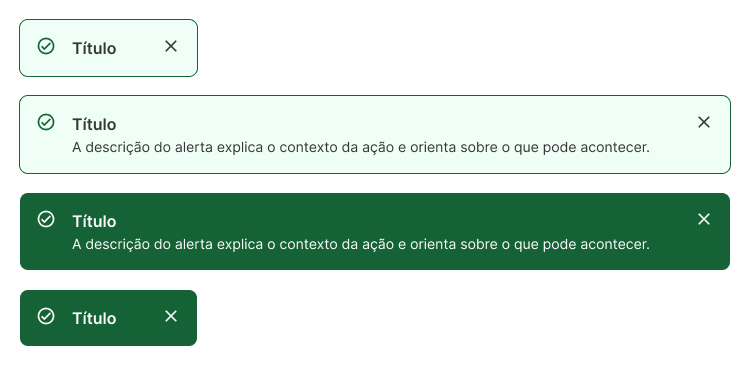 Título
Título
A descrição do alerta explica o contexto da ação e orienta sobre o que pode acontecer.
Título
A descrição do alerta explica o contexto da ação e orienta sobre o que pode acontecer.
Título